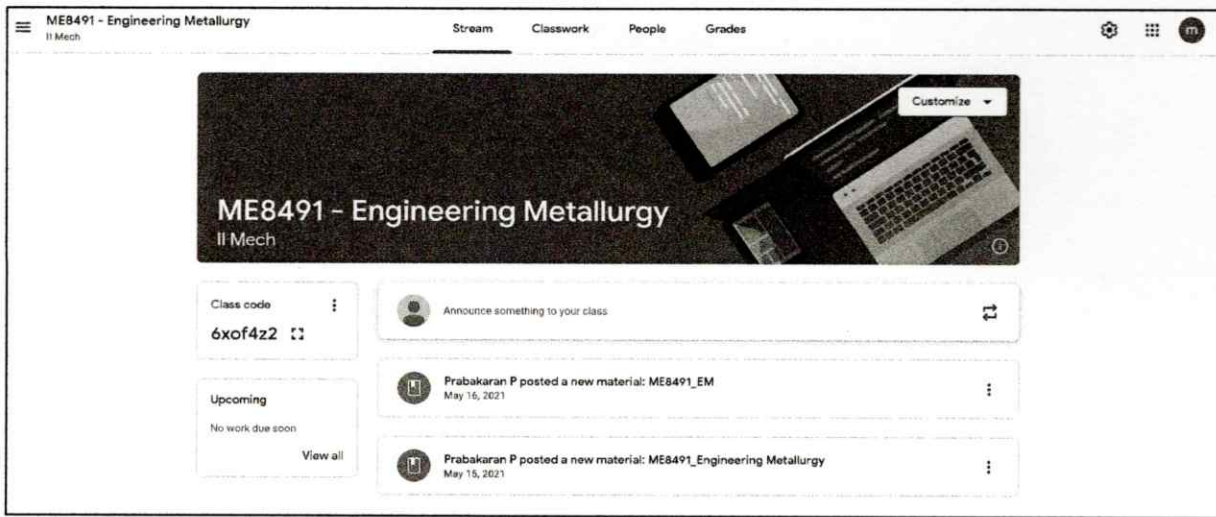 ME8491 - Engineering Metallurgy
II Mech
Stream Classwork People Grades
m
Customize
ME8491 - Engineering Metallurgy
II Mech
Class code
6xof4z2
Announce something to your class
Prabakaran P posted a new material: ME8491_EM
May 16, 2021
Upcoming
No work due soon
View all
Prabakaran P posted a new material: ME8491_Engineering Metallurgy
May 15, 2021